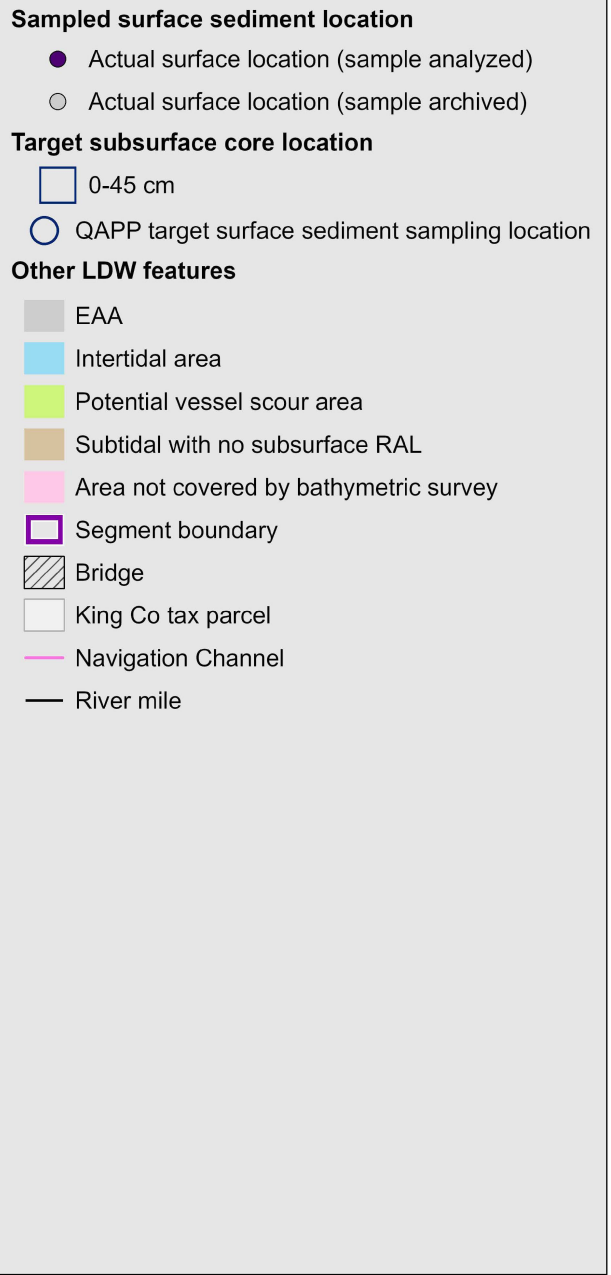 Sampled surface sediment location
Actual surface location (sample analyzed)
Actual surface location (sample archived)
Target subsurface core location
0-45 cm
QAPP target surface sediment sampling location
Other LDW features
EAA
Intertidal area
Potential vessel scour area
Subtidal with no subsurface RAL
Area not covered by bathymetric survey
Segment boundary
Bridge
King Co tax parcel
Navigation Channel
River mile